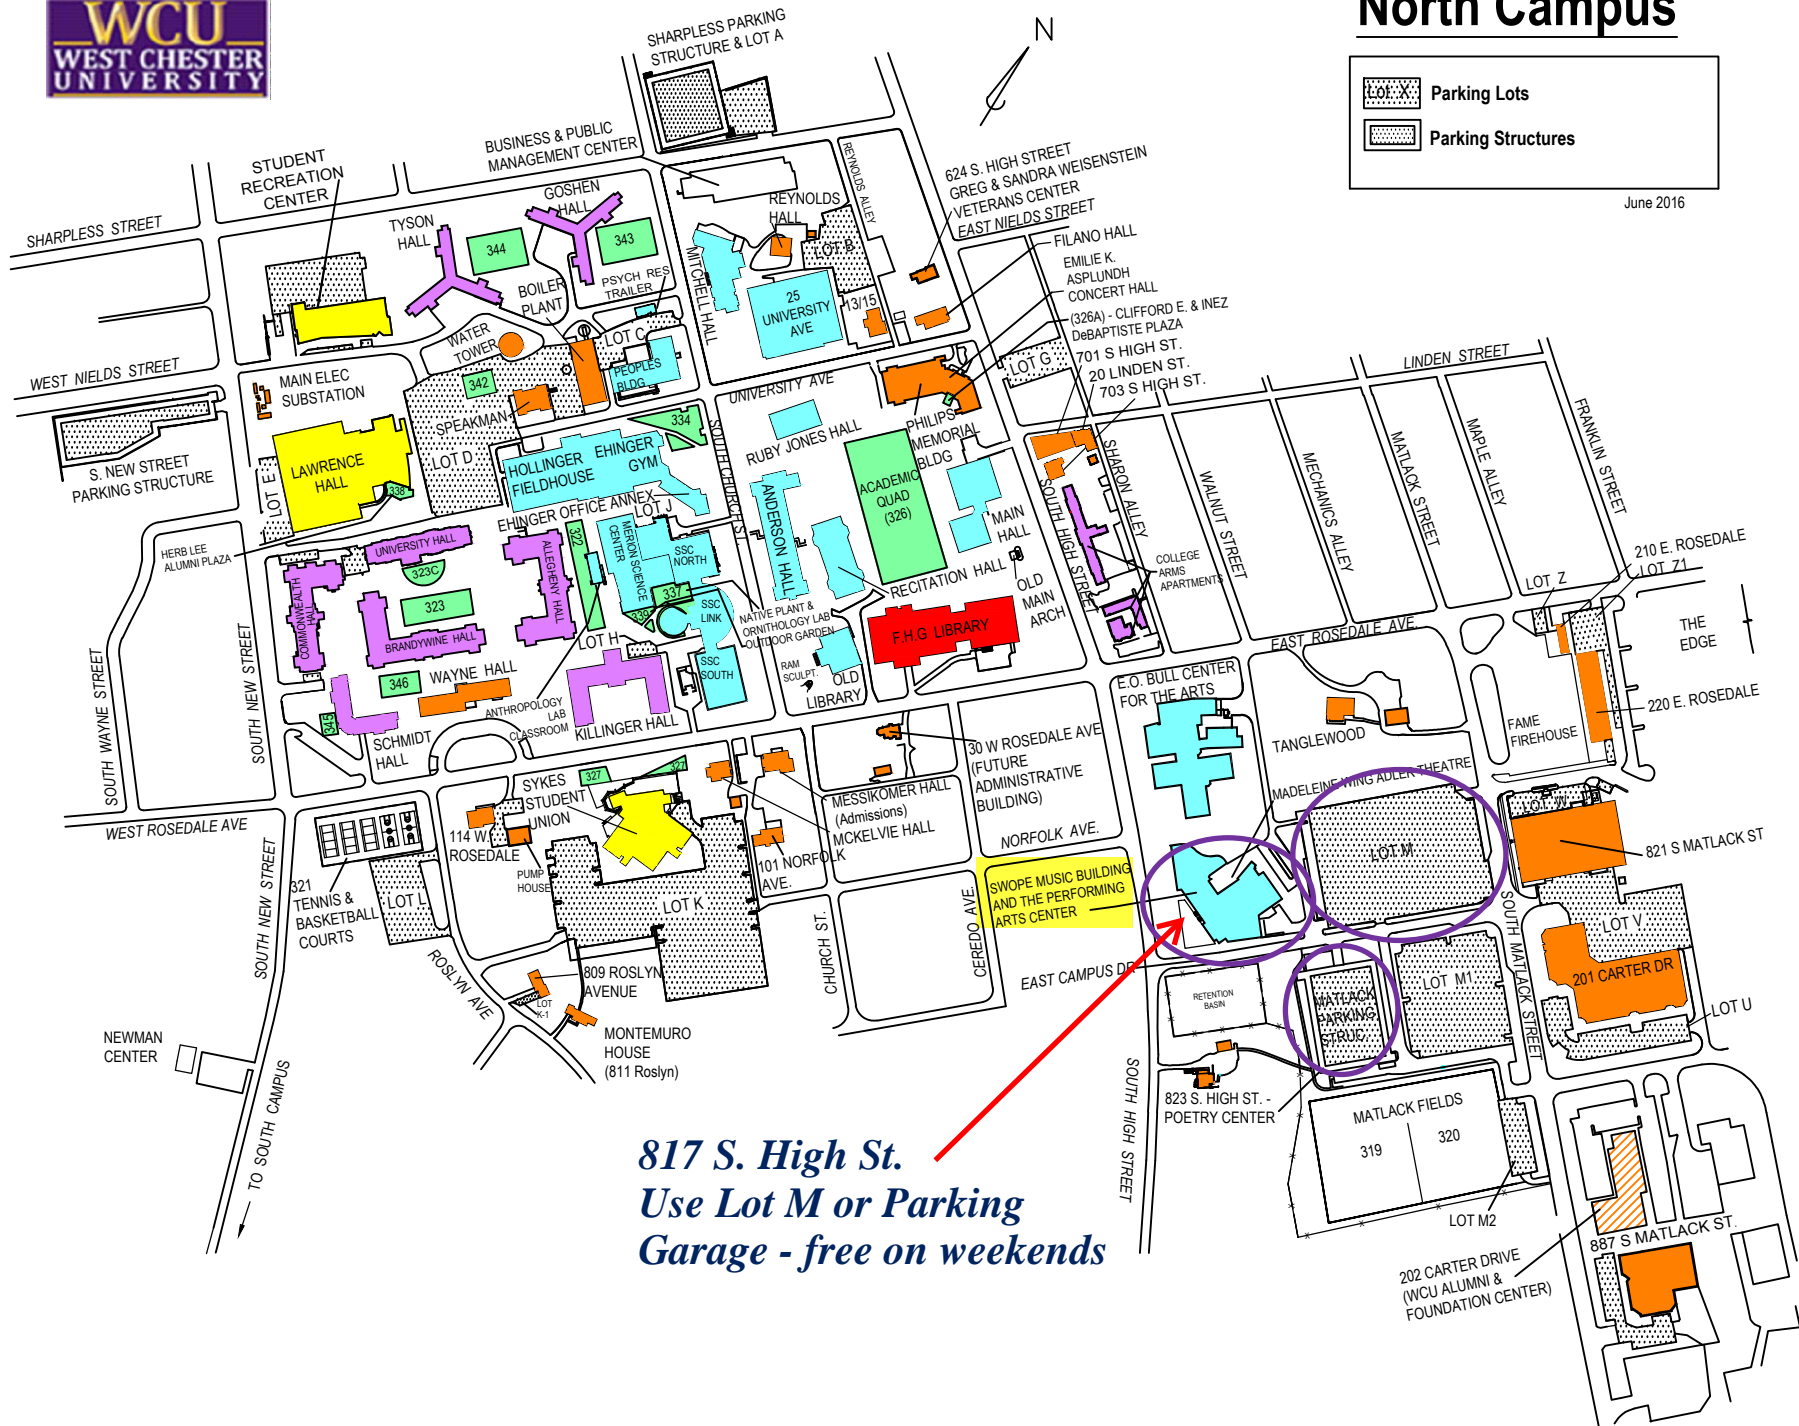 WCU
WEST CHESTER
UNIVERSITY
North Campus
Lot X
Parking Lots
Parking Structures
June 2016
N
SHARPLESS PARKING
STRUCTURE & LOT A
BUSINESS & PUBLIC
MANAGEMENT CENTER
STUDENT
RECREATION
CENTER
SHARPLESS STREET
TYSON
HALL
GOSHEN
HALL
344
343
REYNOLDS
HALL
REYNOLDS ALLEY
LOT B
624 S. HIGH STREET
GREG & SANDRA WEISENSTEIN
VETERANS CENTER
EAST NIELDS STREET
FILANO HALL
EMILIE K.
ASPLUNDH
CONCERT HALL
(326A) - CLIFFORD E. & INEZ
DeBAPTISTE PLAZA
701 S HIGH ST.
20 LINDEN ST.
703 S HIGH ST.
LOT G
LINDEN STREET
MITCHELL HALL
25
UNIVERSITY
AVE
13/15
PSYCH RES
TRAILER
BOILER
PLANT
WATER
TOWER
LOT C
PEOPLES
BLDG
WEST NIELDS STREET
MAIN ELEC
SUBSTATION
342
SPEAKMAN
LOT D
334
UNIVERSITY AVE
SOUTH CHURCH ST.
RUBY JONES HALL
PHILIPS
MEMORIAL
BLDG
ACADEMIC
QUAD
(326)
S. NEW STREET
PARKING STRUCTURE
LOT E
LAWRENCE
HALL
338
HOLLINGER
FIELDHOUSE
EHINGER
GYM
EHINGER OFFICE ANNEX
LOT J
ANDERSON HALL
MAIN
HALL
SOUTH HIGH STREET
SHARON ALLEY
WALNUT STREET
MECHANICS ALLEY
MATLACK STREET
MAPLE ALLEY
FRANKLIN STREET
HERB LEE
ALUMNI PLAZA
UNIVERSITY HALL
323C
323
COMMONWEALTH
HALL
BRANDYWINE HALL
ALLEGHENY HALL
322
MERION SCIENCE
CENTER
SSC
NORTH
337
339
SSC
LINK
SSC
SOUTH
NATIVE PLANT &
ORNITHOLOGY LAB
OUTDOOR GARDEN
RECITATION HALL
OLD
MAIN
ARCH
COLLEGE
ARMS
APARTMENTS
F.H.G LIBRARY
RAM
SCULPT.
OLD
LIBRARY
LOT H
WAYNE HALL
346
345
SCHMIDT
HALL
ANTHROPOLOGY
LAB
CLASSROOM
KILLINGER HALL
SOUTH WAYNE STREET
SOUTH NEW STREET
EAST ROSEDALE AVE.
E.O. BULL CENTER
FOR THE ARTS
TANGLEWOOD
210 E. ROSEDALE
LOT Z1
LOT Z
THE
EDGE
220 E. ROSEDALE
FAME
FIREHOUSE
MADELEINE WING ADLER THEATRE
LOT W
821 S MATLACK ST
LOT M
WEST ROSEDALE AVE
SYKES
STUDENT
UNION
327
327
114 W.
ROSEDALE
PUMP
HOUSE
MESSIKOMER HALL
(Admissions)
MCKELVIE HALL
101 NORFOLK
AVE.
30 W ROSEDALE AVE
(FUTURE
ADMINISTRATIVE
BUILDING)
NORFOLK AVE.
SWOPE MUSIC BUILDING
AND THE PERFORMING
ARTS CENTER
321
TENNIS &
BASKETBALL
COURTS
LOT L
LOT K
CHURCH ST.
CEREDO AVE.
EAST CAMPUS DR
SOUTH NEW STREET
ROSLYN AVE
809 ROSLYN
AVENUE
LOT
K-1
MONTEMURO
HOUSE
(811 Roslyn)
NEWMAN
CENTER
TO SOUTH CAMPUS
RETENTION
BASIN
MATLACK
PARKING
STRUC
LOT M1
SOUTH MATLACK STREET
LOT V
201 CARTER DR
LOT U
823 S. HIGH ST. -
POETRY CENTER
SOUTH HIGH STREET
MATLACK FIELDS
319
320
LOT M2
202 CARTER DRIVE
(WCU ALUMNI &
FOUNDATION CENTER)
887 S MATLACK ST.
817 S. High St.
Use Lot M or Parking
Garage - free on weekends